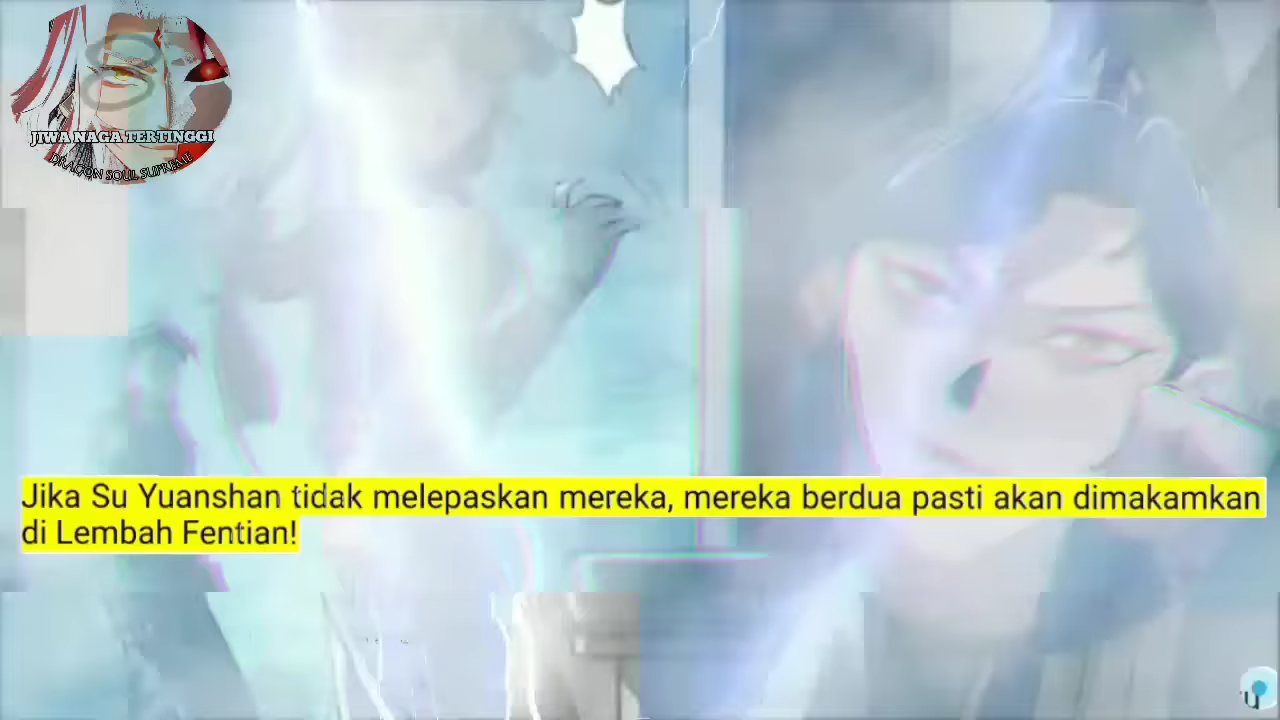 JIWA NAGA TERTINGGI
DRAGON SOUL SUPREME
Jika Su Yuanshan tidak melepaskan mereka, mereka berdua pasti akan dimakamkan
di Lembah Fentian!